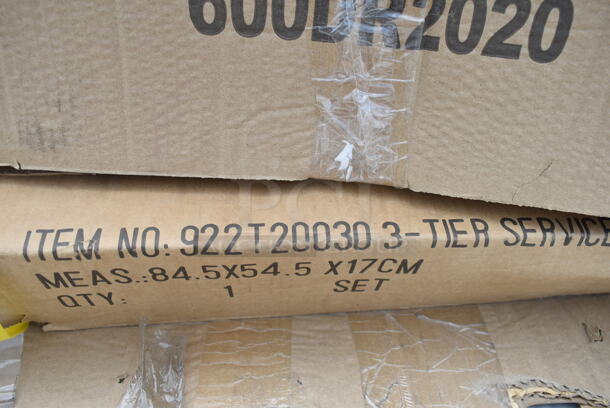 600DR2020
ITEM NO: 922T20030 3-TIER SERVICE
MEAS.:84.5X54.5 X17CM
QTY: 1 SET